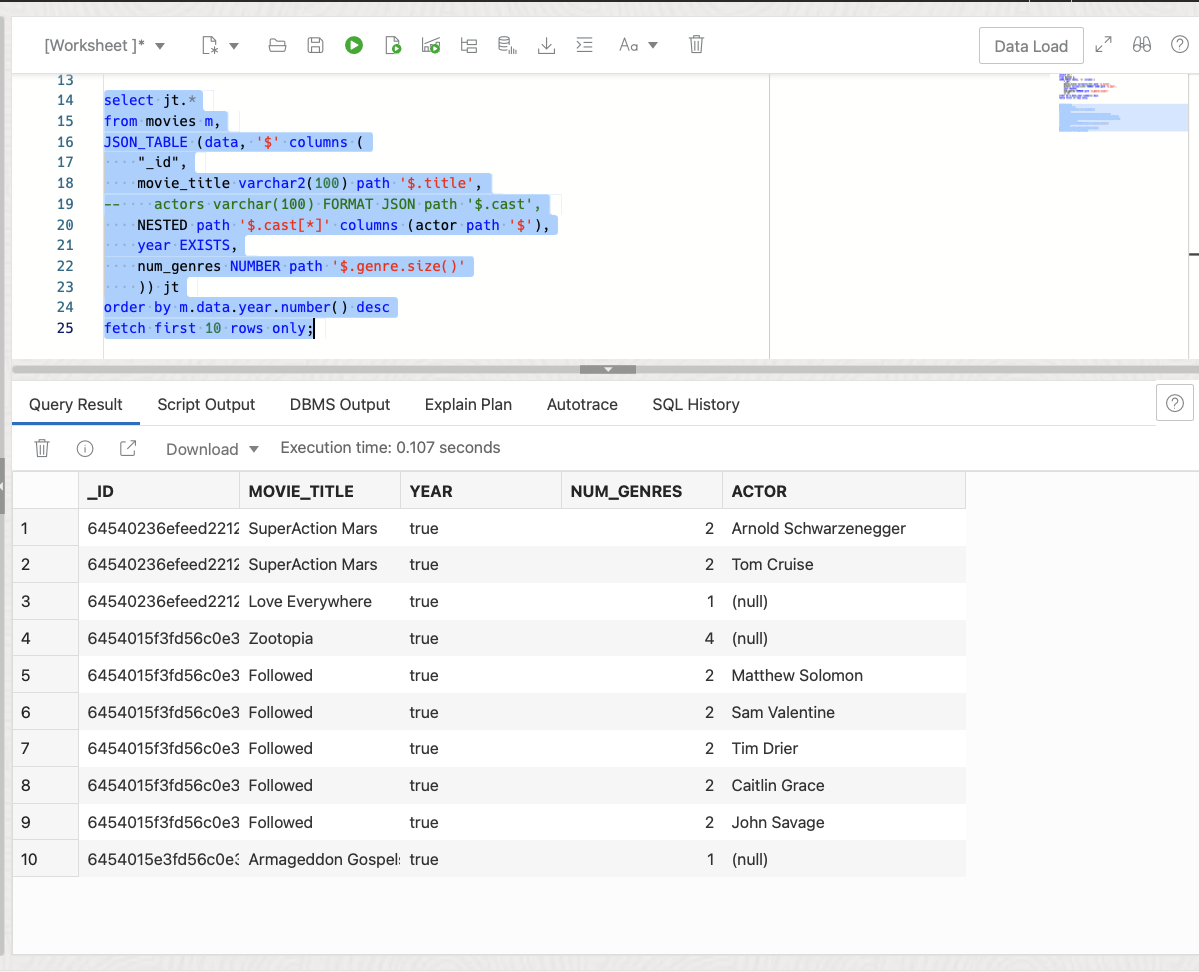 [Worksheet ]*
Aa
Data Load
13
14 select jt.*
15 from movies m,
16 JSON_TABLE (data, '$' columns (
17 "_id",
18 movie_title varchar2(100) path '$.title',
19 -- actors varchar(100) FORMAT JSON path '$.cast',
20 NESTED path '$.cast[*]' columns (actor path '$'),
21 year EXISTS,
22 num_genres NUMBER path '$.genre.size()'
23 )) jt
24 order by m.data.year.number() desc
25 fetch first 10 rows only;
Query Result Script Output DBMS Output Explain Plan Autotrace SQL History
Download Execution time: 0.107 seconds
_ID MOVIE_TITLE YEAR NUM_GENRES ACTOR
1 64540236efeed2212 SuperAction Mars true 2 Arnold Schwarzenegger
2 64540236efeed2212 SuperAction Mars true 2 Tom Cruise
3 64540236efeed2212 Love Everywhere true 1 (null)
4 6454015f3fd56c0e3 Zootopia true 4 (null)
5 6454015f3fd56c0e3 Followed true 2 Matthew Solomon
6 6454015f3fd56c0e3 Followed true 2 Sam Valentine
7 6454015f3fd56c0e3 Followed true 2 Tim Drier
8 6454015f3fd56c0e3 Followed true 2 Caitlin Grace
9 6454015f3fd56c0e3 Followed true 2 John Savage
10 6454015e3fd56c0e3 Armageddon Gospels true 1 (null)